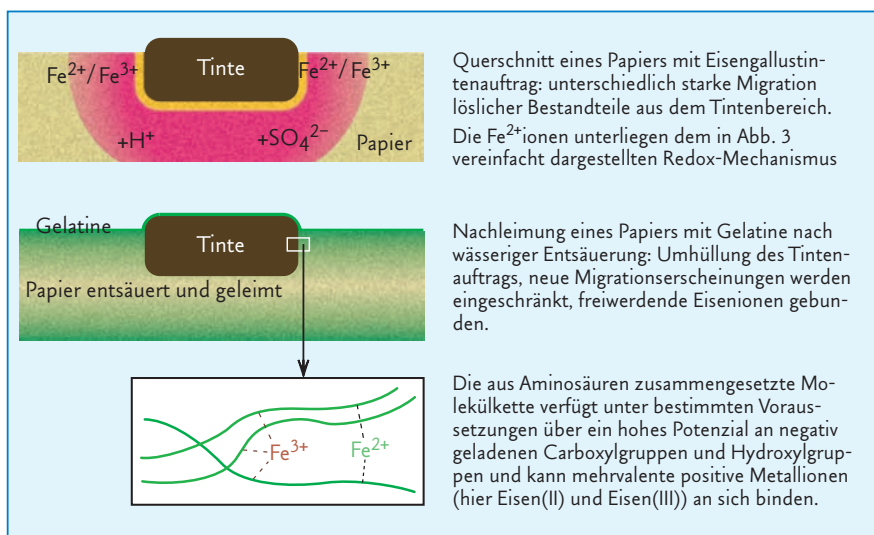 Fe2+/Fe3+
Tinte
Fe2+/Fe3+
+H+
+SO42–
Papier
Querschnitt eines Papiers mit Eisengallustin-
tenauftrag: unterschiedlich starke Migration
löslicher Bestandteile aus dem Tintenbereich.
Die Fe2+ionen unterliegen dem in Abb. 3
vereinfacht dargestellten Redox-Mechanismus
Gelatine
Tinte
Papier entsäuert und geleimt
Nachleimung eines Papiers mit Gelatine nach
wässeriger Entsäuerung: Umhüllung des Tinten-
auftrags, neue Migrationserscheinungen werden
eingeschränkt, freiwerdende Eisenionen gebun-
den.
Fe3+
Fe2+
Die aus Aminosäuren zusammengesetzte Mo-
lekülkette verfügt unter bestimmten Voraus-
setzungen über ein hohes Potenzial an negativ
geladenen Carboxylgruppen und Hydroxylgrup-
pen und kann mehrvalente positive Metallionen
(hier Eisen(II) und Eisen(III)) an sich binden.